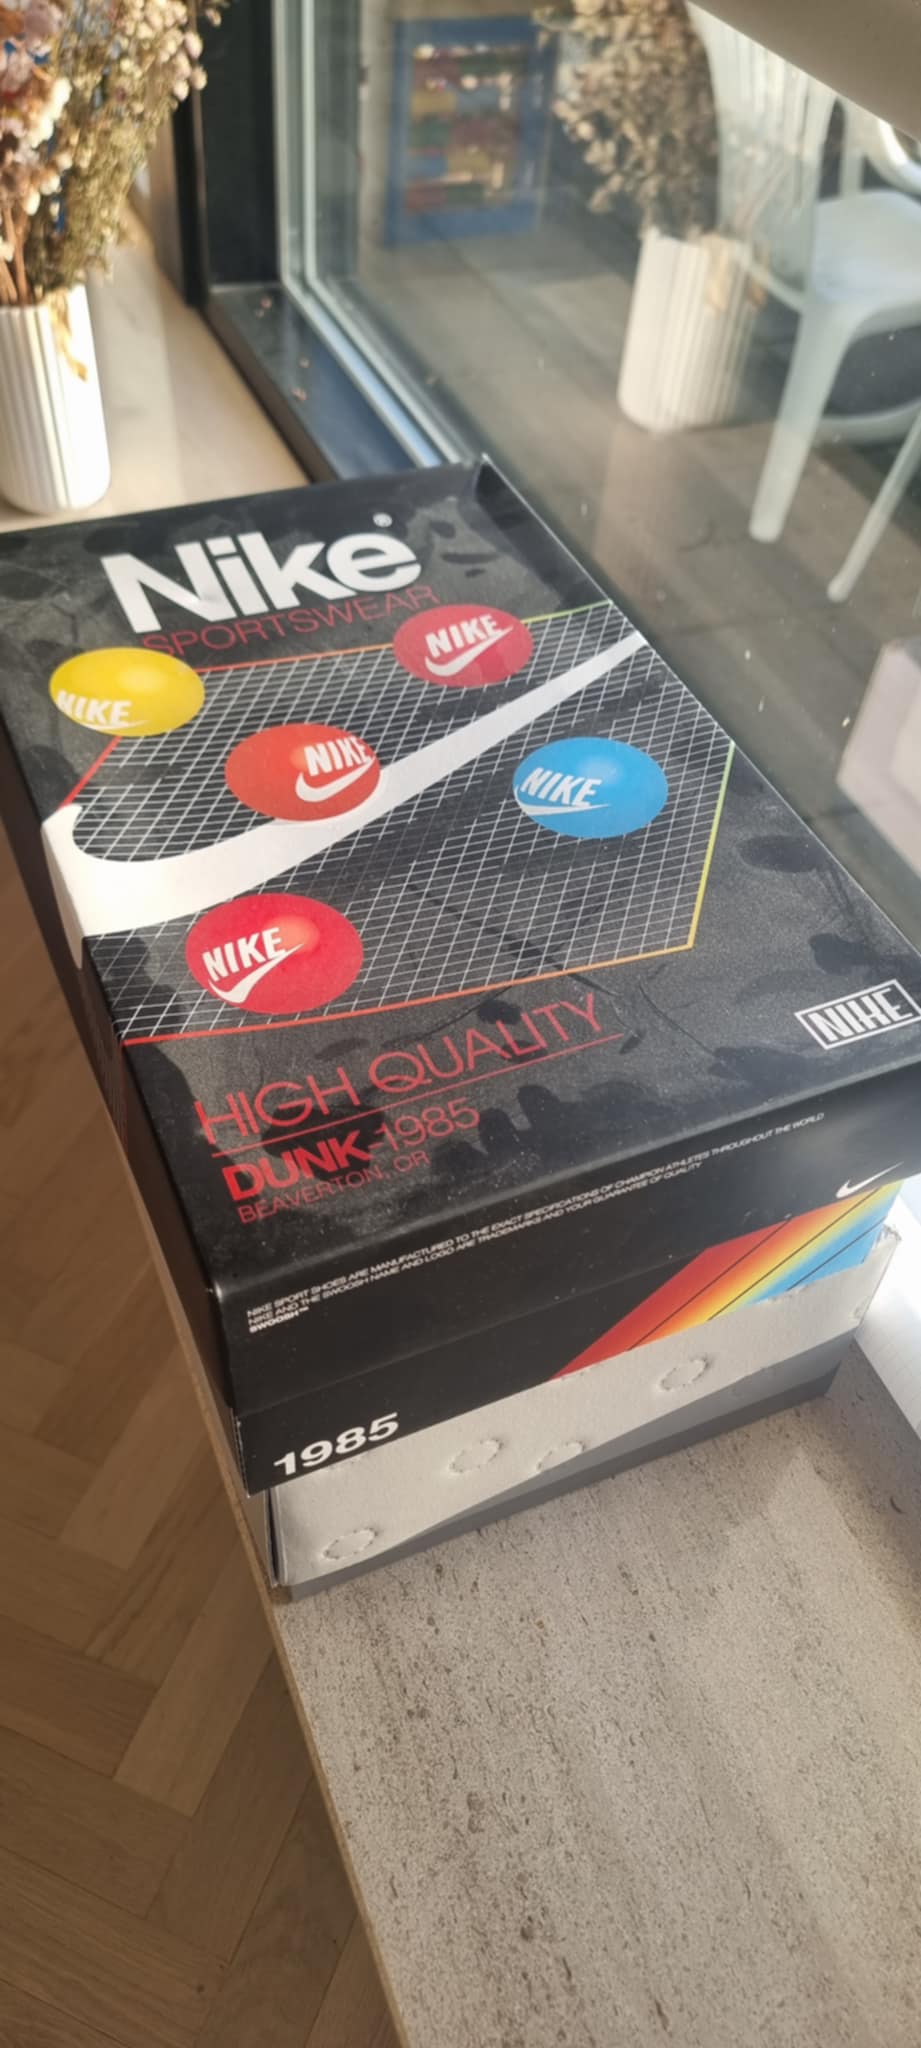 Nike®
SPORTSWEAR
NIKE
NIKE
NIKE
NIKE
NIKE
NIHE
HIGH QUALITY
DUNK-1985
BEAVERTON, OR
NIKE SPORT SHOES ARE MANUFACTURED TO THE EXACT SPECIFICATIONS OF CHAMPION ATHLETES THROUGHOUT THE WORLD
NIKE AND THE SWOOSH NAME AND LOGO ARE TRADEMARKS AND YOUR GUARANTEE OF QUALITY
SWOOSH™
1985